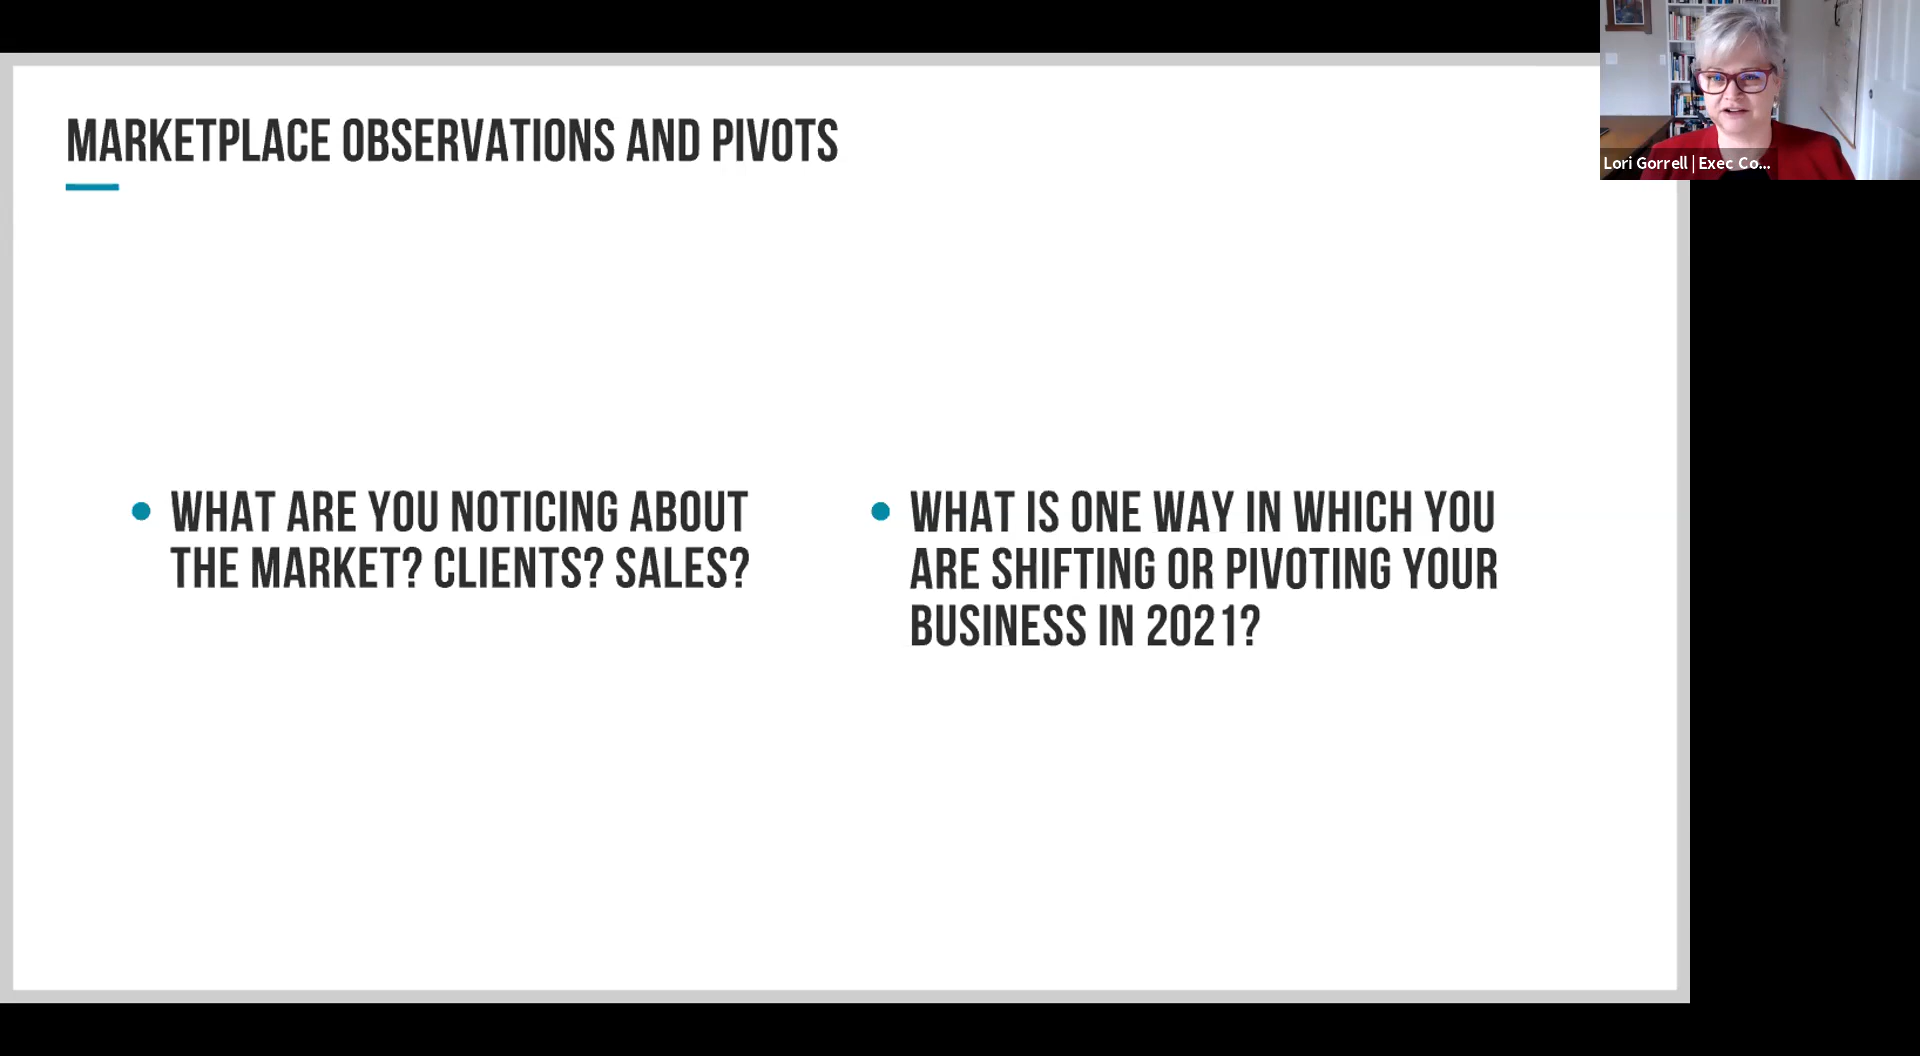 MARKETPLACE OBSERVATIONS AND PIVOTS
WHAT ARE YOU NOTICING ABOUT
THE MARKET? CLIENTS? SALES?
WHAT IS ONE WAY IN WHICH YOU
ARE SHIFTING OR PIVOTING YOUR
BUSINESS IN 2021?
Lori Gorrell | Exec Co...